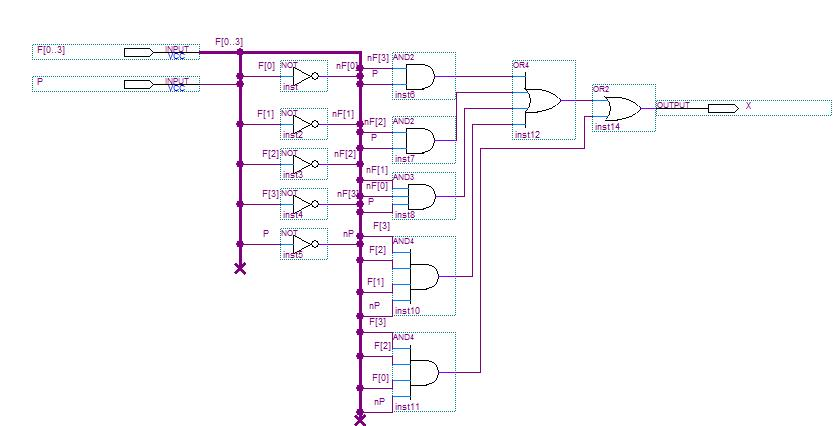 F[0..3]
F[0..3] INPUT
VCC
P INPUT
VCC
F[0] NOT nF[0]
inst
F[1] NOT nF[1]
inst2
F[2] NOT nF[2]
inst3
F[3] NOT nF[3]
inst4
P NOT nP
inst5
nF[3] AND2
P
inst6
nF[2] AND2
P
inst7
nF[1] AND3
nF[0]
P
inst8
F[3]
AND4
F[2]
F[1]
nP
inst10
F[3]
AND4
F[2]
F[0]
nP
inst11
OR4
inst12
OR2
inst14
OUTPUT X